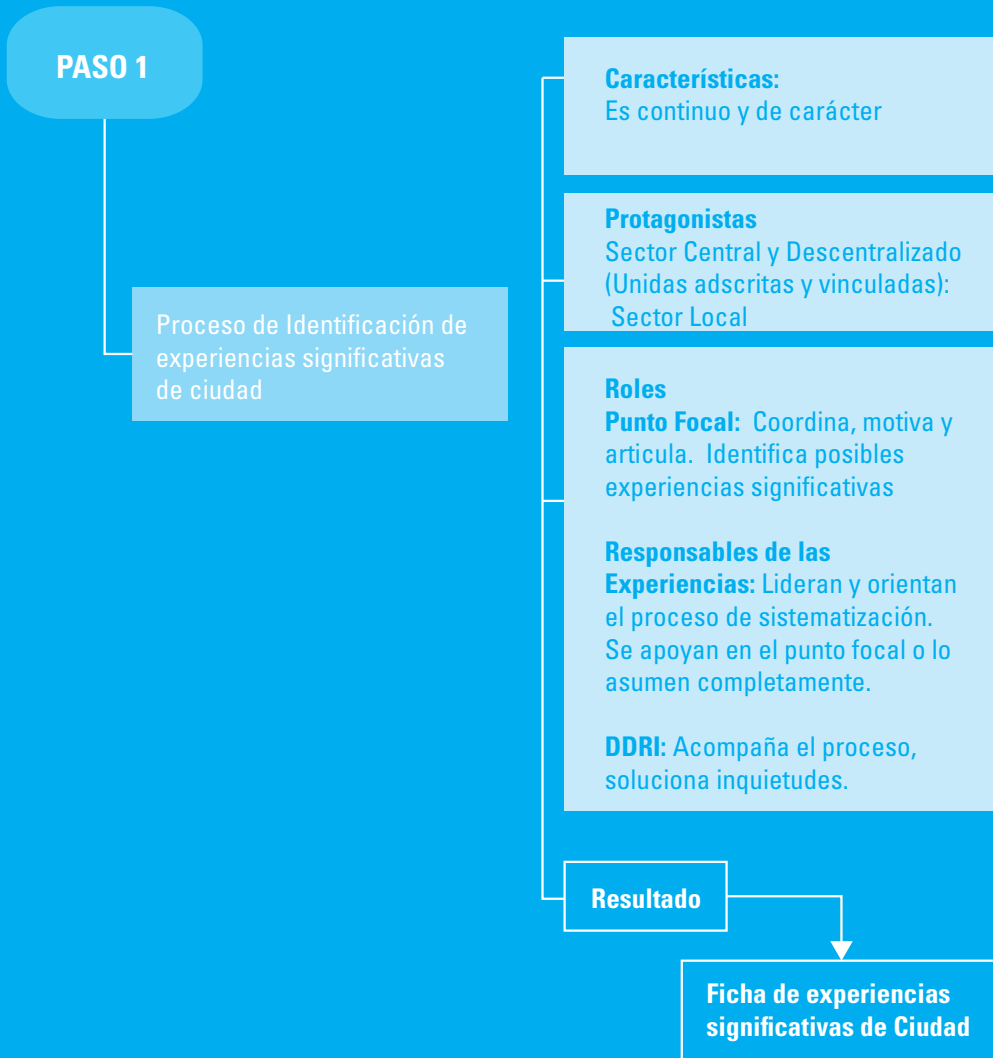 PASO 1
Proceso de Identificación de
experiencias significativas
de ciudad
Características:
Es continuo y de carácter
Protagonistas
Sector Central y Descentralizado
(Unidas adscritas y vinculadas):
Sector Local
Roles
Punto Focal: Coordina, motiva y
articula. Identifica posibles
experiencias significativas
Responsables de las
Experiencias: Lideran y orientan
el proceso de sistematización.
Se apoyan en el punto focal o lo
asumen completamente.
DDRI: Acompaña el proceso,
soluciona inquietudes.
Resultado
Ficha de experiencias
significativas de Ciudad